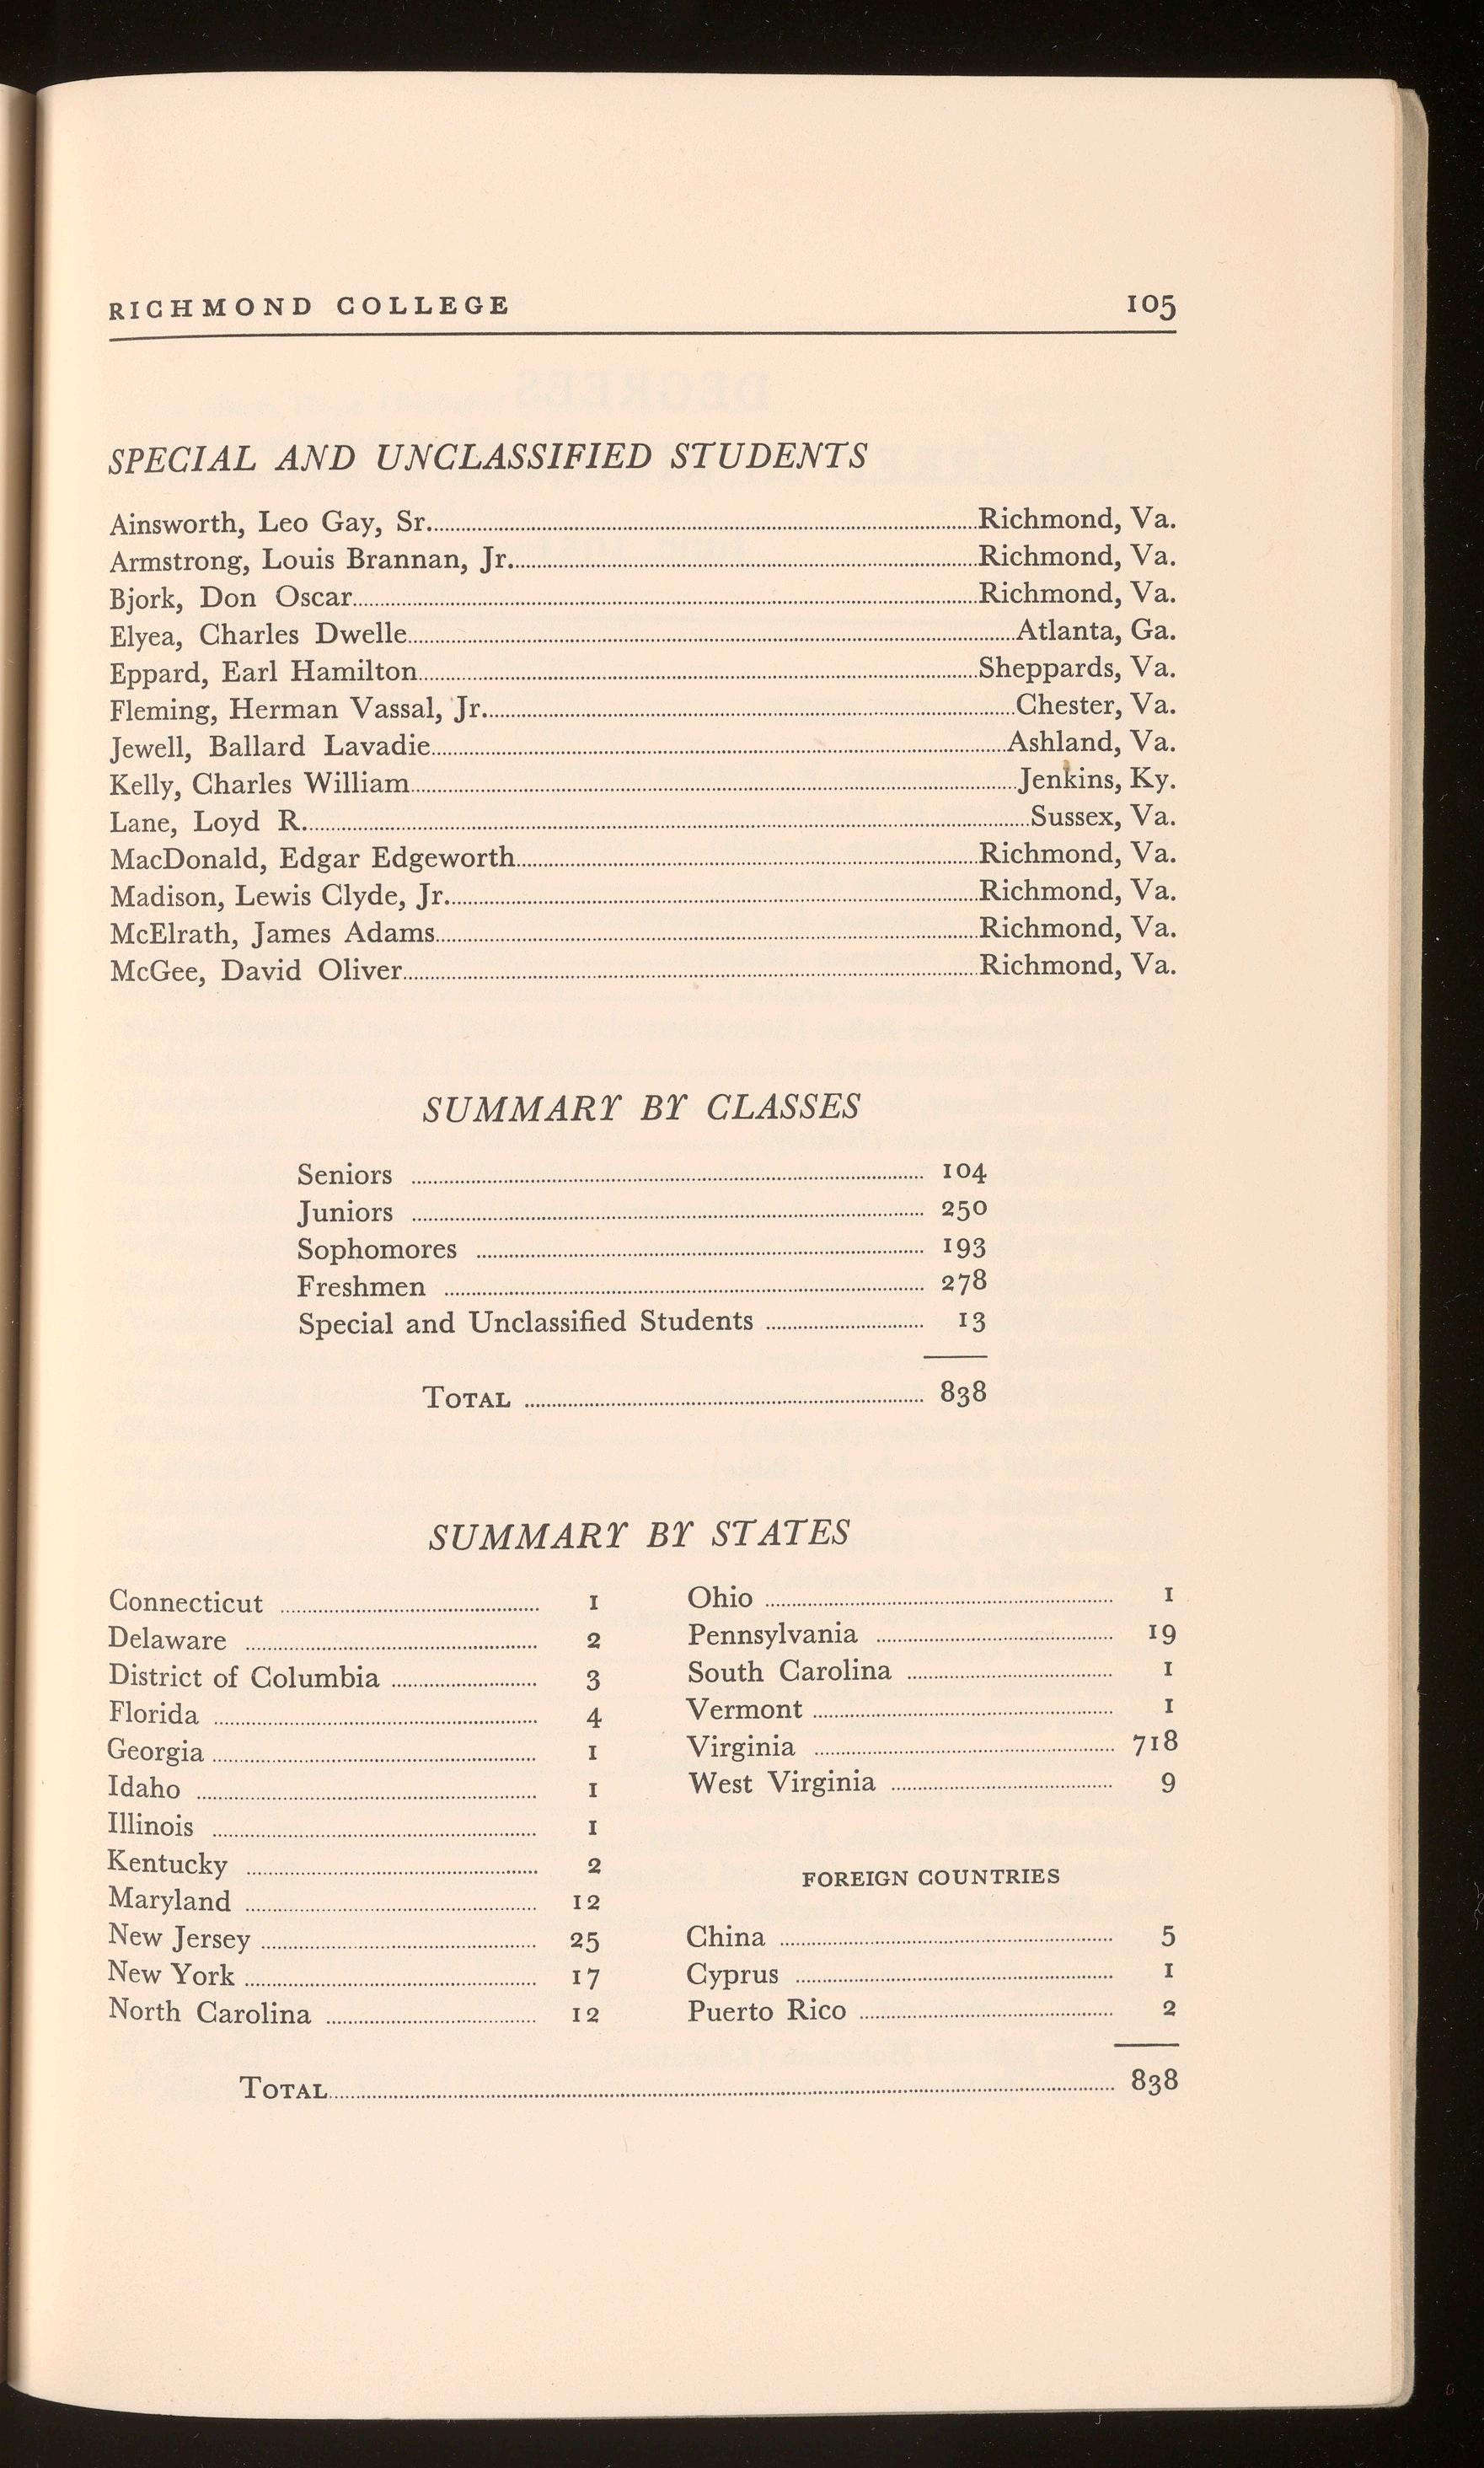 RICHMOND COLLEGE 105
SPECIAL AND UNCLASSIFIED STUDENTS
Ainsworth, Leo Gay, Sr. Richmond, Va.
Armstrong, Louis Brannan, Jr. Richmond, Va.
Bjork, Don Oscar Richmond, Va.
Elyea, Charles Dwelle Atlanta, Ga.
Eppard, Earl Hamilton Sheppards, Va.
Fleming, Herman Vassal, Jr. Chester, Va.
Jewell, Ballard Lavadie Ashland, Va.
Kelly, Charles William Jenkins, Ky.
Lane, Loyd R. Sussex, Va.
MacDonald, Edgar Edgeworth Richmond, Va.
Madison, Lewis Clyde, Jr. Richmond, Va.
McElrath, James Adams Richmond, Va.
McGee, David Oliver Richmond, Va.
SUMMARY BY CLASSES
Seniors 104
Juniors 250
Sophomores 193
Freshmen 278
Special and Unclassified Students 13
TOTAL 838
SUMMARY BY STATES
Connecticut 1
Delaware 2
District of Columbia 3
Florida 4
Georgia 1
Idaho 1
Illinois 1
Kentucky 2
Maryland 12
New Jersey 25
New York 17
North Carolina 12
Ohio 1
Pennsylvania 19
South Carolina 1
Vermont 1
Virginia 718
West Virginia 9
FOREIGN COUNTRIES
China 5
Cyprus 1
Puerto Rico 2
TOTAL 838